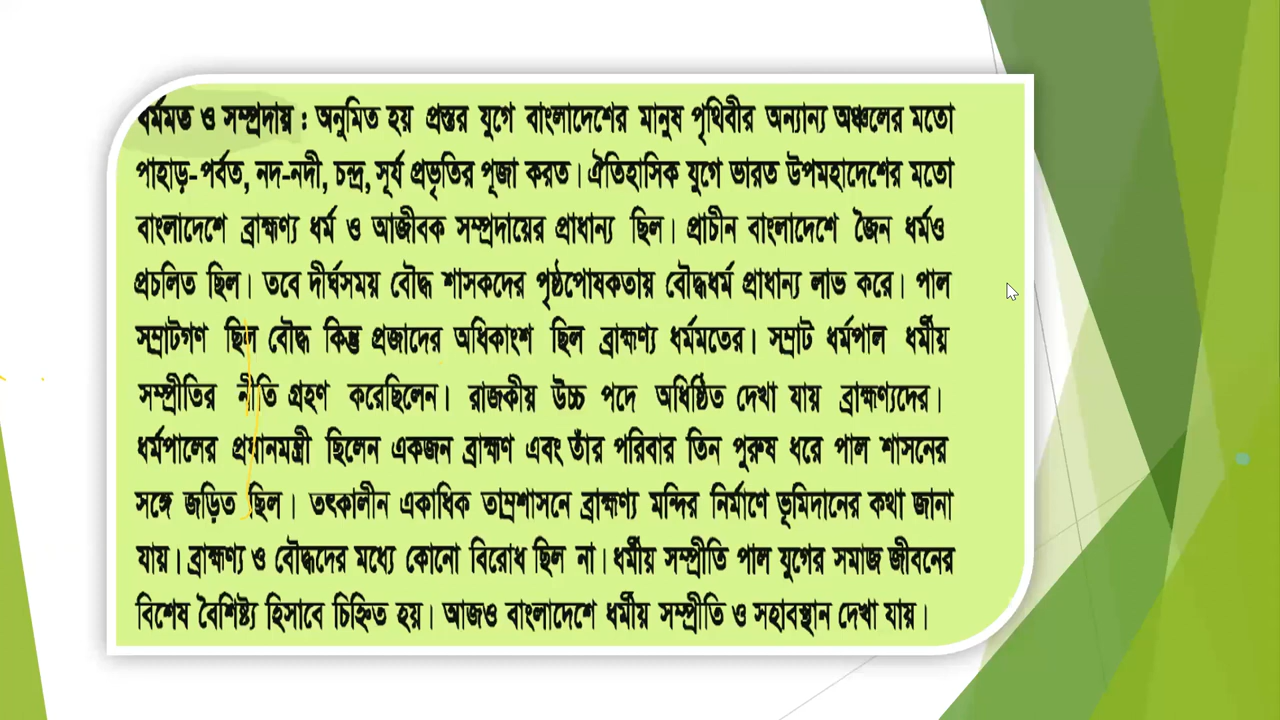 ধর্মমত ও সম্প্রদায় : অনুমিত হয় প্রস্তর যুগে বাংলাদেশের মানুষ পৃথিবীর অন্যান্য অঞ্চলের মতো
পাহাড়-পর্বত, নদ-নদী, চন্দ্র, সূর্য প্রভৃতির পূজা করত। ঐতিহাসিক যুগে ভারত উপমহাদেশের মতো
বাংলাদেশে ব্রাহ্মণ্য ধর্ম ও আজীবক সম্প্রদায়ের প্রাধান্য ছিল। প্রাচীন বাংলাদেশে জৈন ধর্মও
প্রচলিত ছিল। তবে দীর্ঘসময় বৌদ্ধ শাসকদের পৃষ্ঠপোষকতায় বৌদ্ধধর্ম প্রাধান্য লাভ করে। পাল
সম্রাটগণ ছিল বৌদ্ধ কিন্তু প্রজাদের অধিকাংশ ছিল ব্রাহ্মণ্য ধর্মমতের। সম্রাট ধর্মপাল ধর্মীয়
সম্প্রীতির নীতি গ্রহণ করেছিলেন। রাজকীয় উচ্চ পদে অধিষ্ঠিত দেখা যায় ব্রাহ্মণ্যদের।
ধর্মপালের প্রধানমন্ত্রী ছিলেন একজন ব্রাহ্মণ এবং তাঁর পরিবার তিন পুরুষ ধরে পাল শাসনের
সঙ্গে জড়িত ছিল। তৎকালীন একাধিক তাম্রশাসনে ব্রাহ্মণ্য মন্দির নির্মাণে ভূমিদানের কথা জানা
যায়। ব্রাহ্মণ্য ও বৌদ্ধদের মধ্যে কোনো বিরোধ ছিল না। ধর্মীয় সম্প্রীতি পাল যুগের সমাজ জীবনের
বিশেষ বৈশিষ্ট্য হিসাবে চিহ্নিত হয়। আজও বাংলাদেশে ধর্মীয় সম্প্রীতি ও সহাবস্থান দেখা যায়।